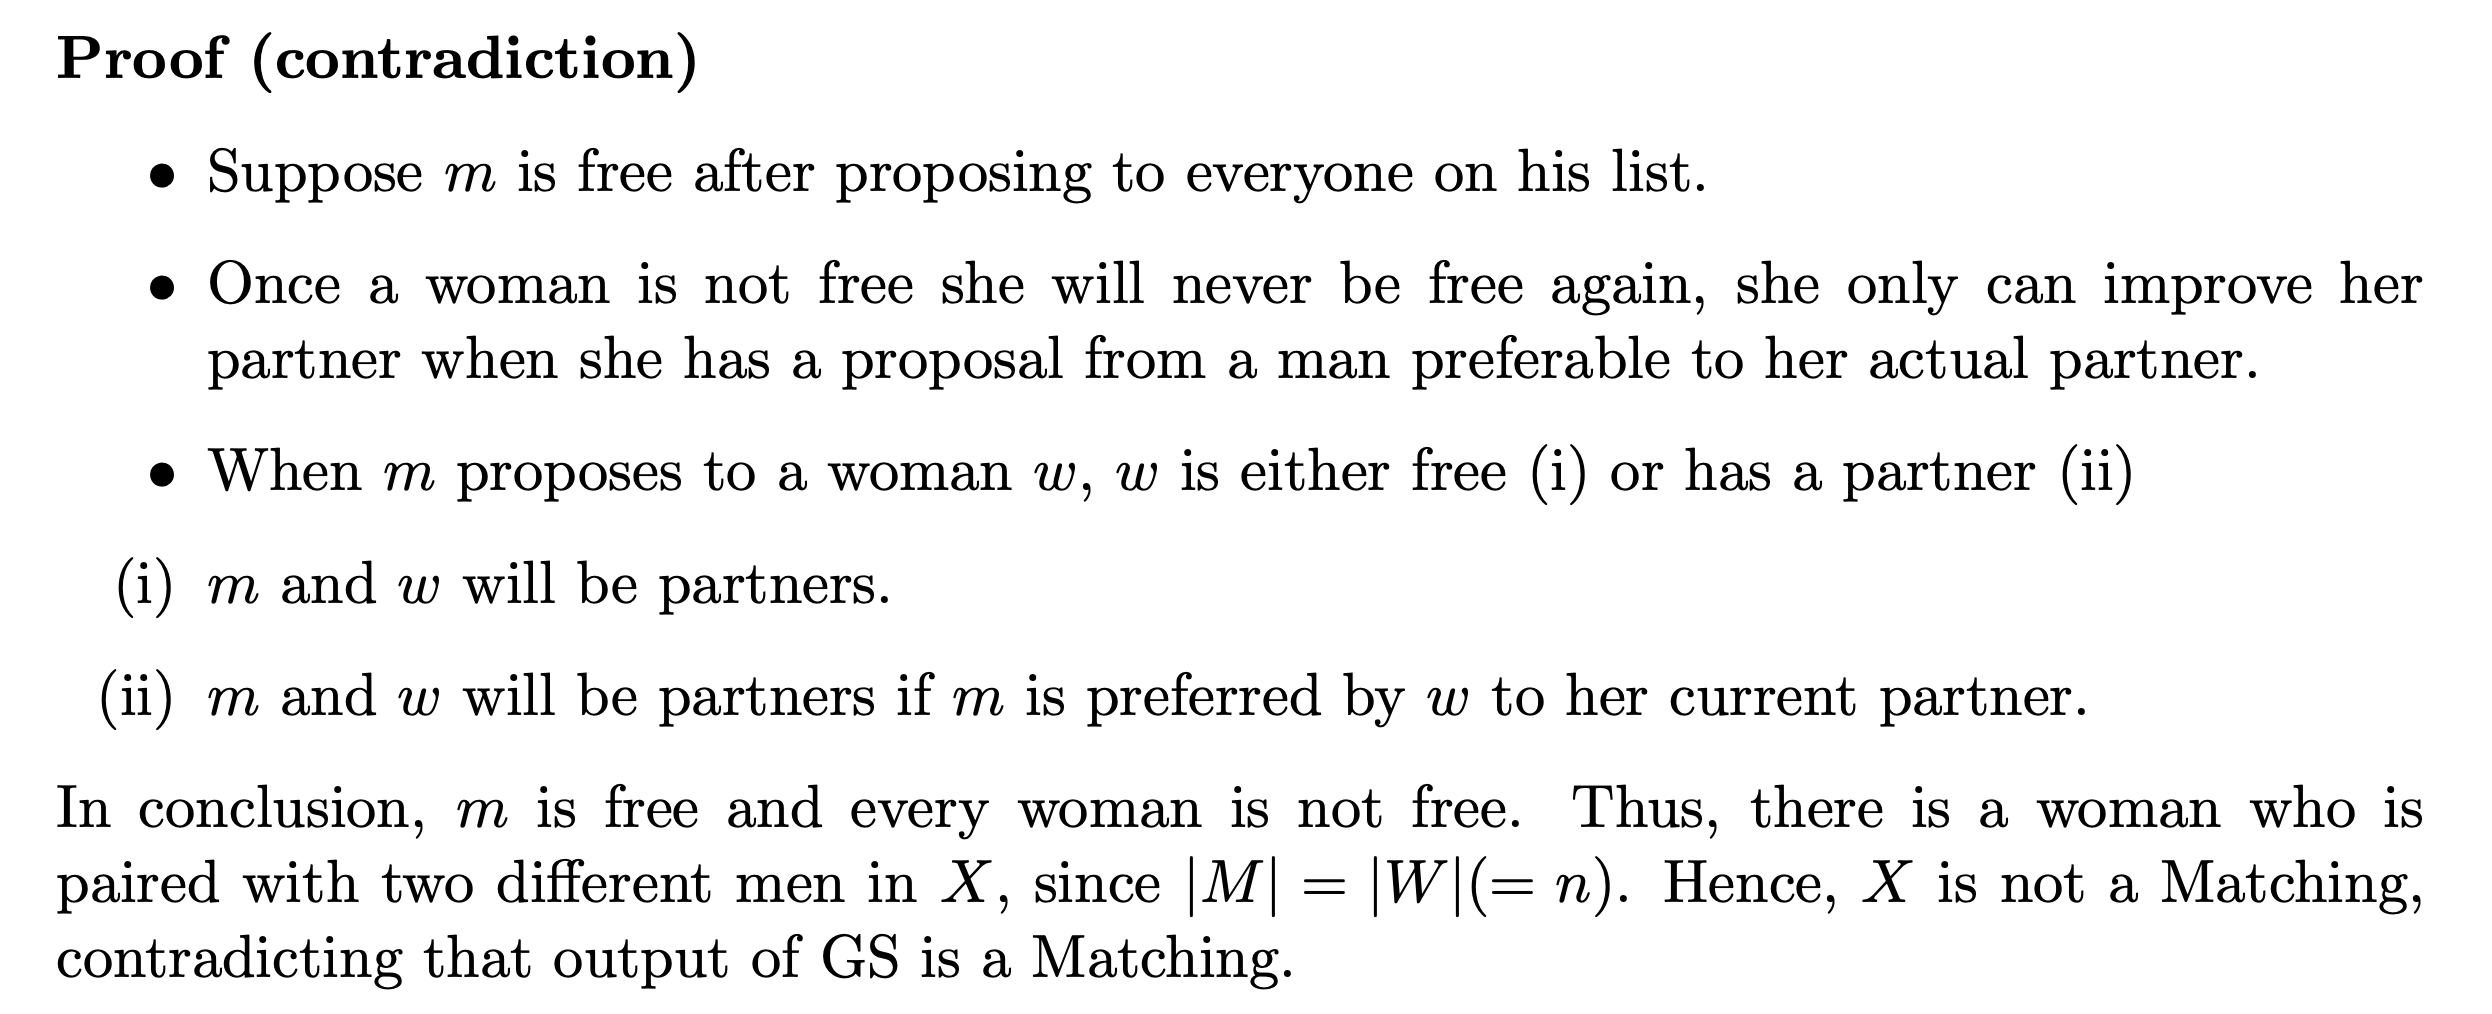 Proof (contradiction)
• Suppose m is free after proposing to everyone on his list.
• Once a woman is not free she will never be free again, she only can improve her
partner when she has a proposal from a man preferable to her actual partner.
• When m proposes to a woman w, w is either free (i) or has a partner (ii)
(i) m and w will be partners.
(ii) m and w will be partners if m is preferred by w to her current partner.
In conclusion, m is free and every woman is not free. Thus, there is a woman who is
paired with two different men in X, since |M| = |W|(= n). Hence, X is not a Matching,
contradicting that output of GS is a Matching.